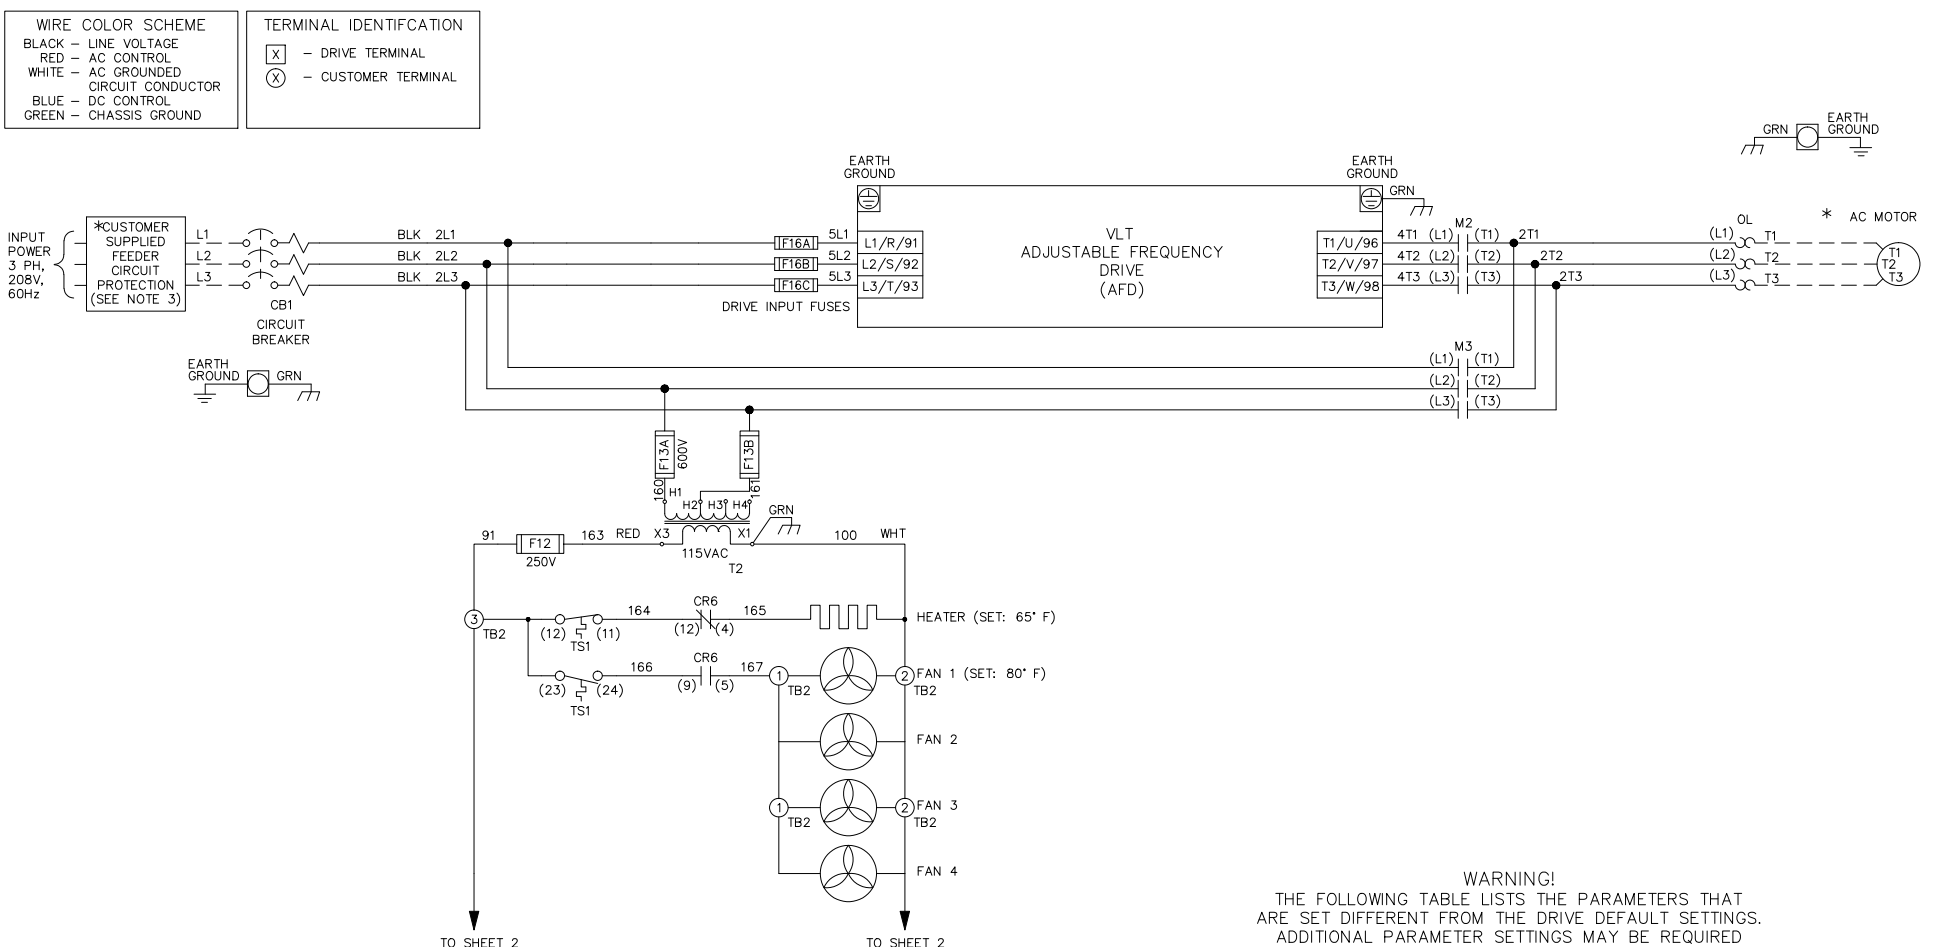 WIRE COLOR SCHEME
BLACK – LINE VOLTAGE
RED – AC CONTROL
WHITE – AC GROUNDED
CIRCUIT CONDUCTOR
BLUE – DC CONTROL
GREEN – CHASSIS GROUND
TERMINAL IDENTIFCATION
X – DRIVE TERMINAL
X – CUSTOMER TERMINAL
GRN
EARTH
GROUND
INPUT
POWER
3 PH,
208V,
60Hz
*CUSTOMER
SUPPLIED
FEEDER
CIRCUIT
PROTECTION
(SEE NOTE 3)
L1
L2
L3
CB1
CIRCUIT
BREAKER
BLK 2L1
BLK 2L2
BLK 2L3
F16A
F16B
F16C
DRIVE INPUT FUSES
5L1
5L2
5L3
EARTH
GROUND
L1/R/91
L2/S/92
L3/T/93
VLT
ADJUSTABLE FREQUENCY
DRIVE
(AFD)
EARTH
GROUND
GRN
T1/U/96
T2/V/97
T3/W/98
M2
4T1 (L1) (T1) 2T1
4T2 (L2) (T2) 2T2
4T3 (L3) (T3) 2T3
OL
(L1) T1
(L2) T2
(L3) T3
* AC MOTOR
T1
T2
T3
EARTH
GROUND
GRN
M3
(L1) (T1)
(L2) (T2)
(L3) (T3)
F13A
600V
F13B
160
H1
H2
H3
H4
161
GRN
91
F12
250V
163
RED
X3
X1
115VAC
T2
100
WHT
3
TB2
(12)
(11)
TS1
164
CR6
(12)
(4)
165
HEATER (SET: 65° F)
(23)
(24)
TS1
166
CR6
(9)
(5)
167
1
TB2
2
TB2
FAN 1 (SET: 80° F)
FAN 2
1
TB2
2
TB2
FAN 3
FAN 4
TO SHEET 2
TO SHEET 2
WARNING!
THE FOLLOWING TABLE LISTS THE PARAMETERS THAT
ARE SET DIFFERENT FROM THE DRIVE DEFAULT SETTINGS.
ADDITIONAL PARAMETER SETTINGS MAY BE REQUIRED